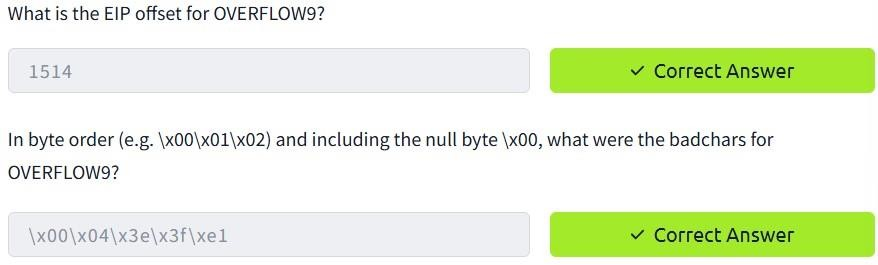 What is the EIP offset for OVERFLOW9?
1514
✓ Correct Answer
In byte order (e.g. \x00\x01\x02) and including the null byte \x00, what were the badchars for
OVERFLOW9?
\x00\x04\x3e\x3f\xe1
✓ Correct Answer